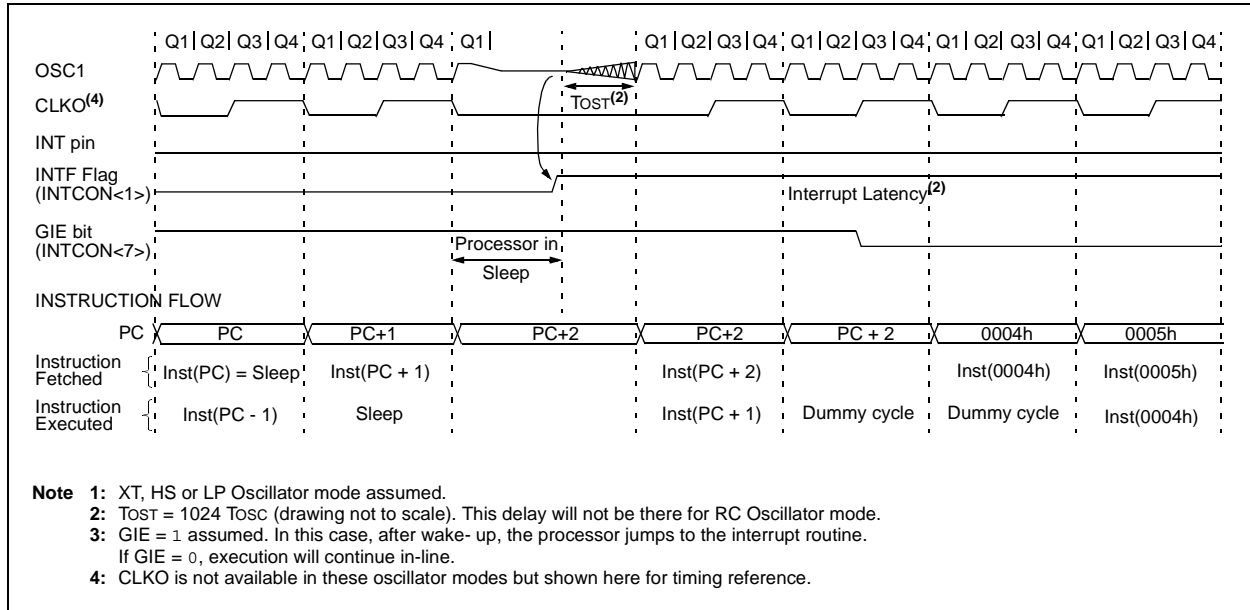 Q1 Q2 Q3 Q4 Q1 Q2 Q3 Q4 Q1 Q1 Q2 Q3 Q4 Q1 Q2 Q3 Q4 Q1 Q2 Q3 Q4 Q1 Q2 Q3 Q4
OSC1
CLKO(4)
TOST(2)
INT pin
INTF Flag
(INTCON<1>)
Interrupt Latency(2)
GIE bit
(INTCON<7>)
Processor in
Sleep
INSTRUCTION FLOW
PC PC PC+1 PC+2 PC+2 PC + 2 0004h 0005h
Instruction
Fetched
Inst(PC) = Sleep Inst(PC + 1) Inst(PC + 2) Inst(0004h) Inst(0005h)
Instruction
Executed
Inst(PC - 1) Sleep Inst(PC + 1) Dummy cycle Dummy cycle Inst(0004h)
Note 1: XT, HS or LP Oscillator mode assumed.
2: TOST = 1024 TOSC (drawing not to scale). This delay will not be there for RC Oscillator mode.
3: GIE = 1 assumed. In this case, after wake- up, the processor jumps to the interrupt routine.
If GIE = 0, execution will continue in-line.
4: CLKO is not available in these oscillator modes but shown here for timing reference.